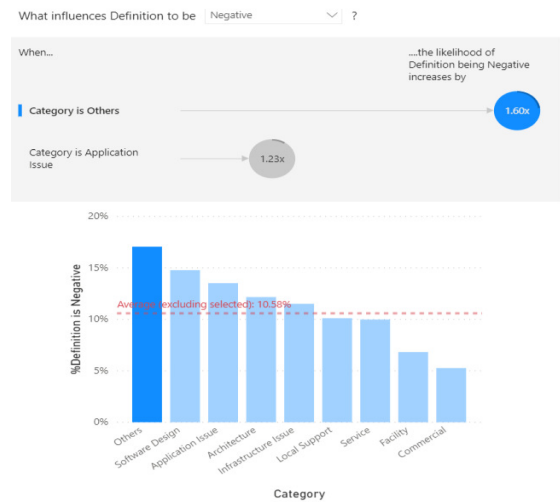 What influences Definition to be Negative ?
When...
....the likelihood of
Definition being Negative
increases by
Category is Others
1.60x
Category is Application
Issue
1.23x
20%
15%
10%
5%
0%
%Definition is Negative
Average (excluding selected): 10.58%
Others
Software Design
Application Issue
Architecture
Infrastructure Issue
Local Support
Service
Facility
Commercial
Category